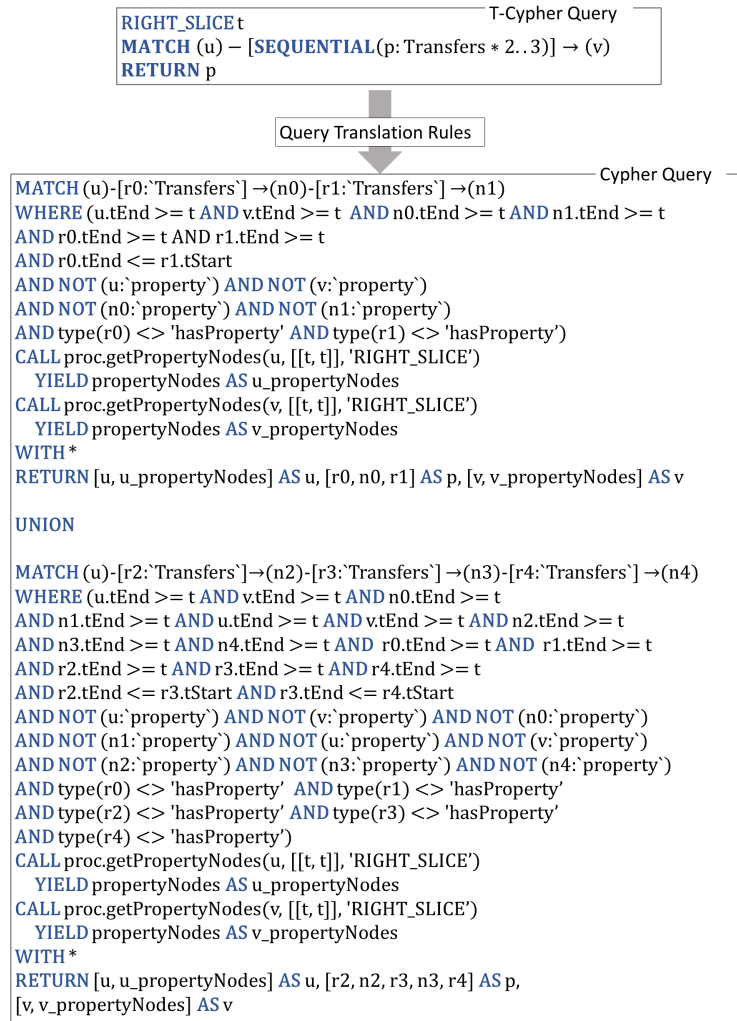 T-Cypher Query
RIGHT_SLICE t
MATCH (u) − [SEQUENTIAL(p: Transfers ∗ 2. . 3)] → (v)
RETURN p
Query Translation Rules
Cypher Query
MATCH (u)-[r0:`Transfers`] →(n0)-[r1:`Transfers`] →(n1)
WHERE (u.tEnd >= t AND v.tEnd >= t AND n0.tEnd >= t AND n1.tEnd >= t
AND r0.tEnd >= t AND r1.tEnd >= t
AND r0.tEnd <= r1.tStart
AND NOT (u:`property`) AND NOT (v:`property`)
AND NOT (n0:`property`) AND NOT (n1:`property`)
AND type(r0) <> 'hasProperty' AND type(r1) <> 'hasProperty’)
CALL proc.getPropertyNodes(u, [[t, t]], 'RIGHT_SLICE’)
YIELD propertyNodes AS u_propertyNodes
CALL proc.getPropertyNodes(v, [[t, t]], 'RIGHT_SLICE’)
YIELD propertyNodes AS v_propertyNodes
WITH *
RETURN [u, u_propertyNodes] AS u, [r0, n0, r1] AS p, [v, v_propertyNodes] AS v
UNION
MATCH (u)-[r2:`Transfers`]→(n2)-[r3:`Transfers`] →(n3)-[r4:`Transfers`] →(n4)
WHERE (u.tEnd >= t AND v.tEnd >= t AND n0.tEnd >= t
AND n1.tEnd >= t AND u.tEnd >= t AND v.tEnd >= t AND n2.tEnd >= t
AND n3.tEnd >= t AND n4.tEnd >= t AND r0.tEnd >= t AND r1.tEnd >= t
AND r2.tEnd >= t AND r3.tEnd >= t AND r4.tEnd >= t
AND r2.tEnd <= r3.tStart AND r3.tEnd <= r4.tStart
AND NOT (u:`property`) AND NOT (v:`property`) AND NOT (n0:`property`)
AND NOT (n1:`property`) AND NOT (u:`property`) AND NOT (v:`property`)
AND NOT (n2:`property`) AND NOT (n3:`property`) AND NOT (n4:`property`)
AND type(r0) <> 'hasProperty’ AND type(r1) <> 'hasProperty’
AND type(r2) <> 'hasProperty’ AND type(r3) <> 'hasProperty’
AND type(r4) <> 'hasProperty’)
CALL proc.getPropertyNodes(u, [[t, t]], 'RIGHT_SLICE’)
YIELD propertyNodes AS u_propertyNodes
CALL proc.getPropertyNodes(v, [[t, t]], 'RIGHT_SLICE’)
YIELD propertyNodes AS v_propertyNodes
WITH *
RETURN [u, u_propertyNodes] AS u, [r2, n2, r3, n3, r4] AS p,
[v, v_propertyNodes] AS v